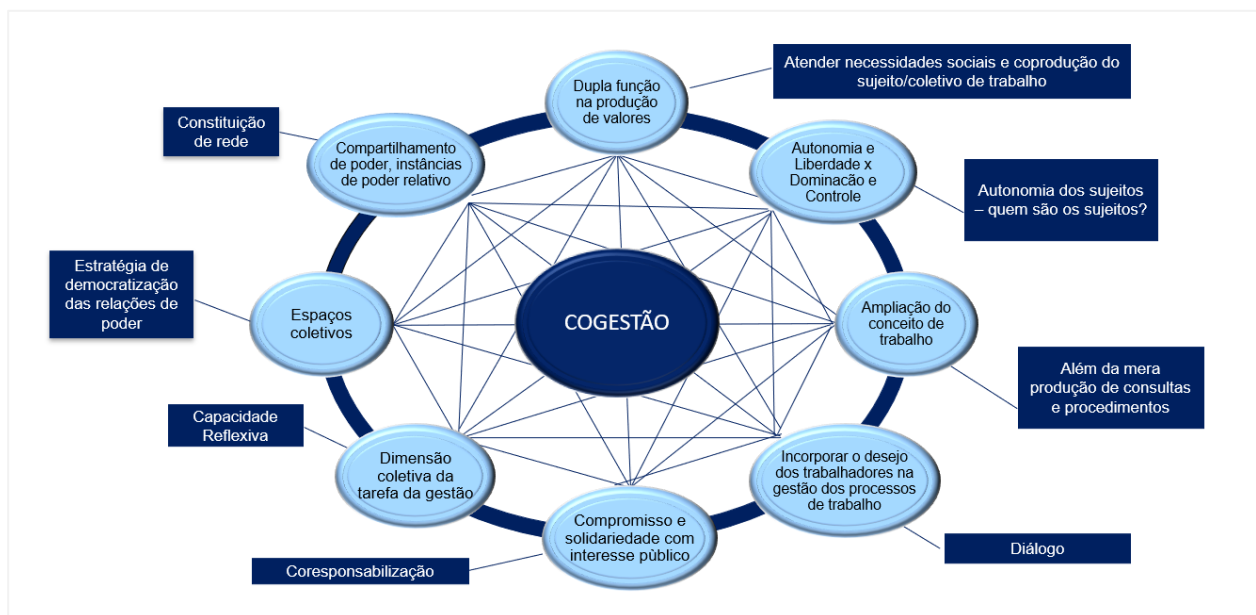 Dupla função
na produção
de valores
Atender necessidades sociais e coprodução do
sujeito/coletivo de trabalho
Constituição
de rede
Compartilhamento
de poder, instâncias
de poder relativo
Autonomia e
Liberdade x
Dominacão e
Controle
Autonomia dos sujeitos
– quem são os sujeitos?
Estratégia de
democratização
das relações de
poder
Espaços
coletivos
COGESTÃO
Ampliação do
conceito de
trabalho
Além da mera
produção de consultas
e procedimentos
Capacidade
Reflexiva
Dimensão
coletiva da
tarefa da gestão
Incorporar o desejo
dos trabalhadores na
gestão dos processos
de trabalho
Compromisso e
solidariedade com
interesse pùblico
Diálogo
Coresponsabilização